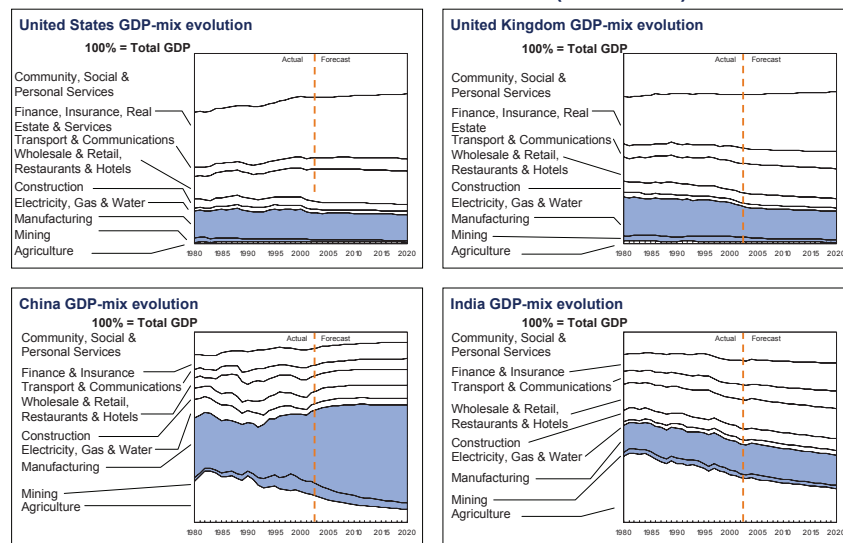 United States GDP-mix evolution
100% = Total GDP
Actual Forecast
Community, Social &
Personal Services
Finance, Insurance, Real
Estate & Services
Transport & Communications
Wholesale & Retail,
Restaurants & Hotels
Construction
Electricity, Gas & Water
Manufacturing
Mining
Agriculture
1980 1985 1990 1995 2000 2005 2010 2015 2020
United Kingdom GDP-mix evolution
100% = Total GDP
Actual Forecast
Community, Social &
Personal Services
Finance, Insurance, Real
Estate
Transport & Communications
Wholesale & Retail,
Restaurants & Hotels
Construction
Electricity, Gas & Water
Manufacturing
Mining
Agriculture
1980 1985 1990 1995 2000 2005 2010 2015 2020
China GDP-mix evolution
100% = Total GDP
Actual Forecast
Community, Social &
Personal Services
Finance & Insurance
Transport & Communications
Wholesale & Retail,
Restaurants & Hotels
Construction
Electricity, Gas & Water
Manufacturing
Mining
Agriculture
1980 1985 1990 1995 2000 2005 2010 2015 2020
India GDP-mix evolution
100% = Total GDP
Actual Forecast
Community, Social &
Personal Services
Finance & Insurance
Transport & Communications
Wholesale & Retail,
Restaurants & Hotels
Construction
Electricity, Gas & Water
Manufacturing
Mining
Agriculture
1980 1985 1990 1995 2000 2005 2010 2015 2020